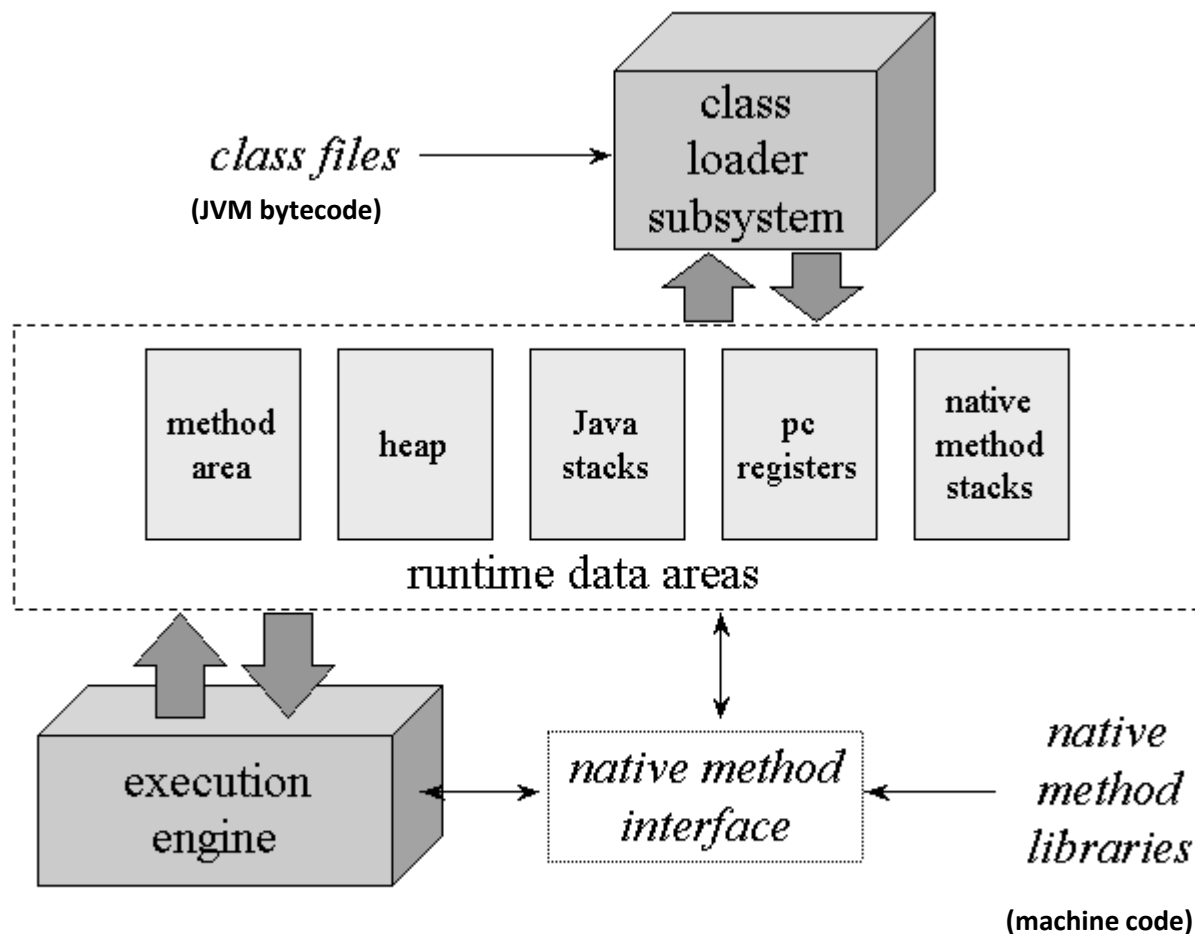 class
loader
subsystem
class files
(JVM bytecode)
method
area
heap
Java
stacks
pc
registers
native
method
stacks
runtime data areas
execution
engine
native method
interface
native
method
libraries
(machine code)